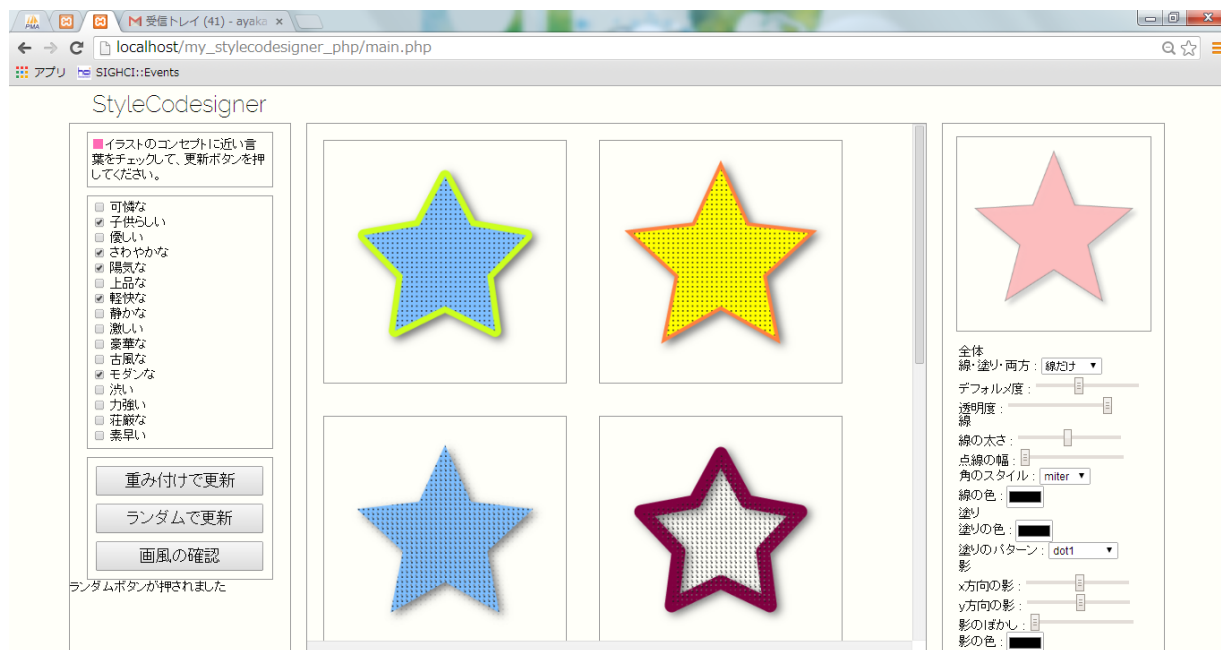 受信トレイ (41) - ayaka
localhost/my_stylecodesigner_php/main.php
アプリ
SIGHCI::Events
StyleCodesigner
イラストのコンセプトに近い言
葉をチェックして、更新ボタンを押
してください。
可憐な
子供らしい
優しい
さわやかな
陽気な
上品な
軽快な
静かな
激しい
豪華な
古風な
モダンな
渋い
力強い
荘厳な
素早い
重み付けで更新
ランダムで更新
画風の確認
ランダムボタンが押されました
全体
線・塗り・両方 : 線だけ
デフォルメ度 :
透明度 :
線
線の太さ :
点線の幅 :
角のスタイル : miter
線の色 :
塗り
塗りの色 :
塗りのパターン : dot1
影
x方向の影 :
y方向の影 :
影のぼかし :
影の色 :